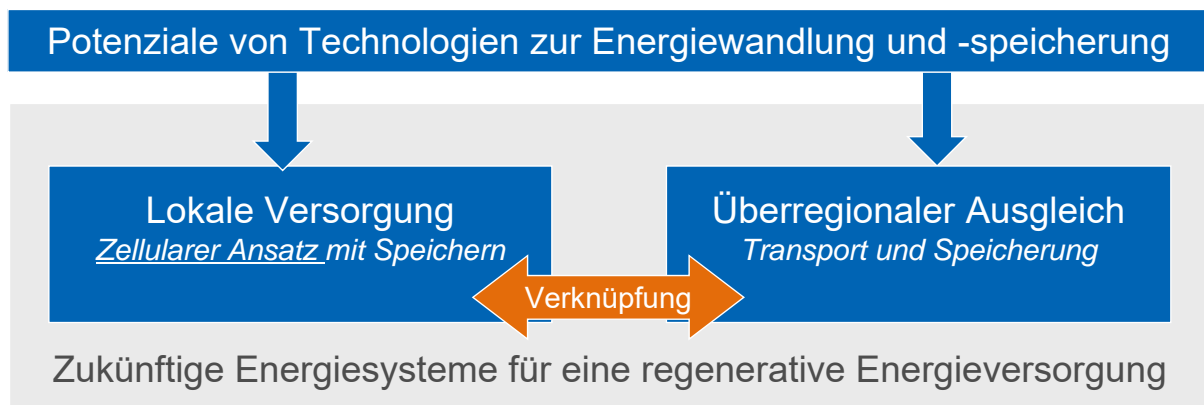 Potenziale von Technologien zur Energiewandlung und -speicherung
Lokale Versorgung
Zellularer Ansatz mit Speichern
Überregionaler Ausgleich
Transport und Speicherung
Verknüpfung
Zukünftige Energiesysteme für eine regenerative Energieversorgung